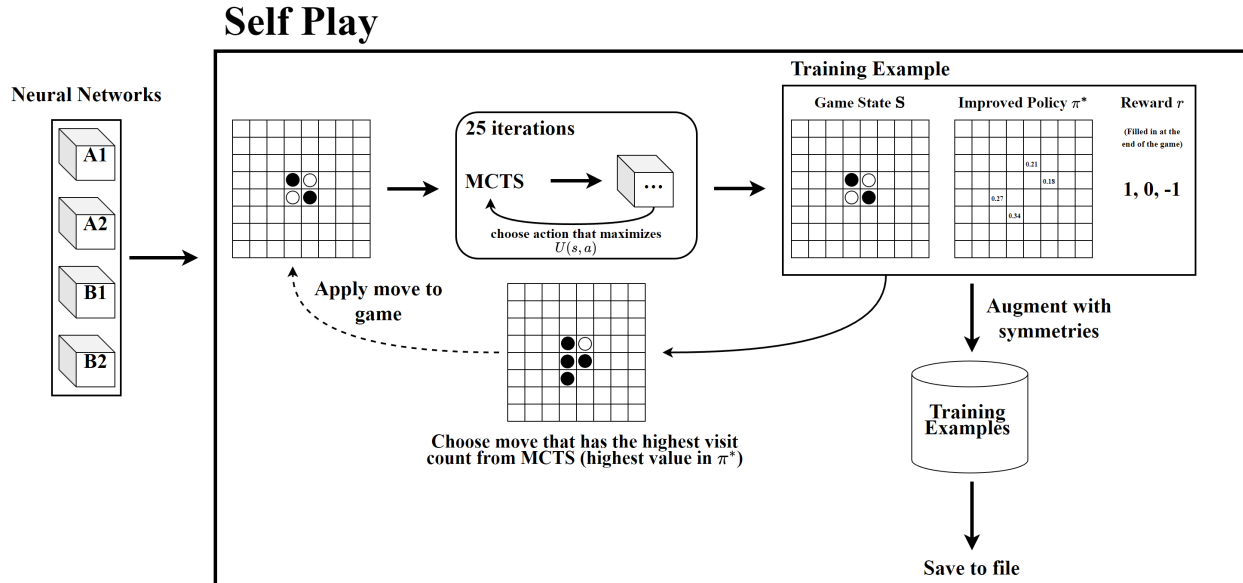 Self Play
Neural Networks
A1
A2
B1
B2
25 iterations
MCTS
...
choose action that maximizes
U(s, a)
Training Example
Game State S
Improved Policy π*
Reward r
(Filled in at the
end of the game)
1, 0, -1
0.21
0.18
0.27
0.34
Apply move to
game
Choose move that has the highest visit
count from MCTS (highest value in π*)
Augment with
symmetries
Training
Examples
Save to file